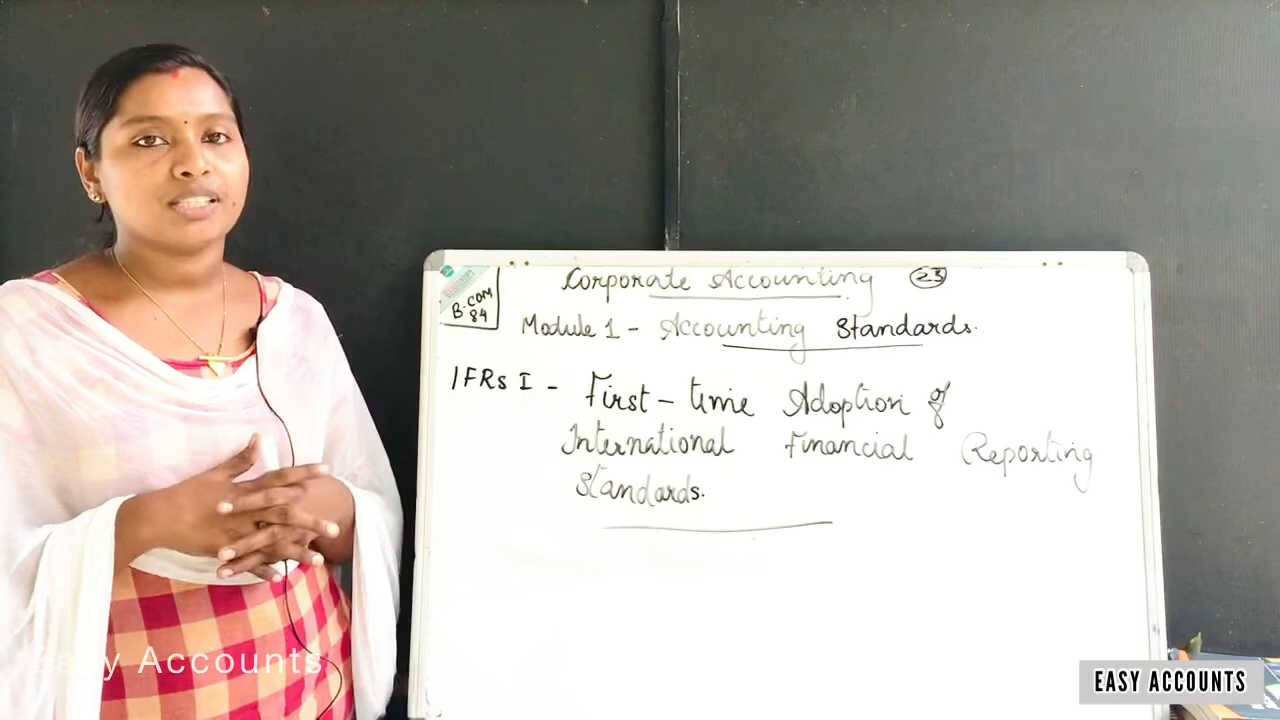 Corporate Accounting 23
B.COM
84
Module 1 - Accounting Standards.
IFRS I - First-time Adoption of
International Financial Reporting
Standards.
Easy Accounts
EASY ACCOUNTS